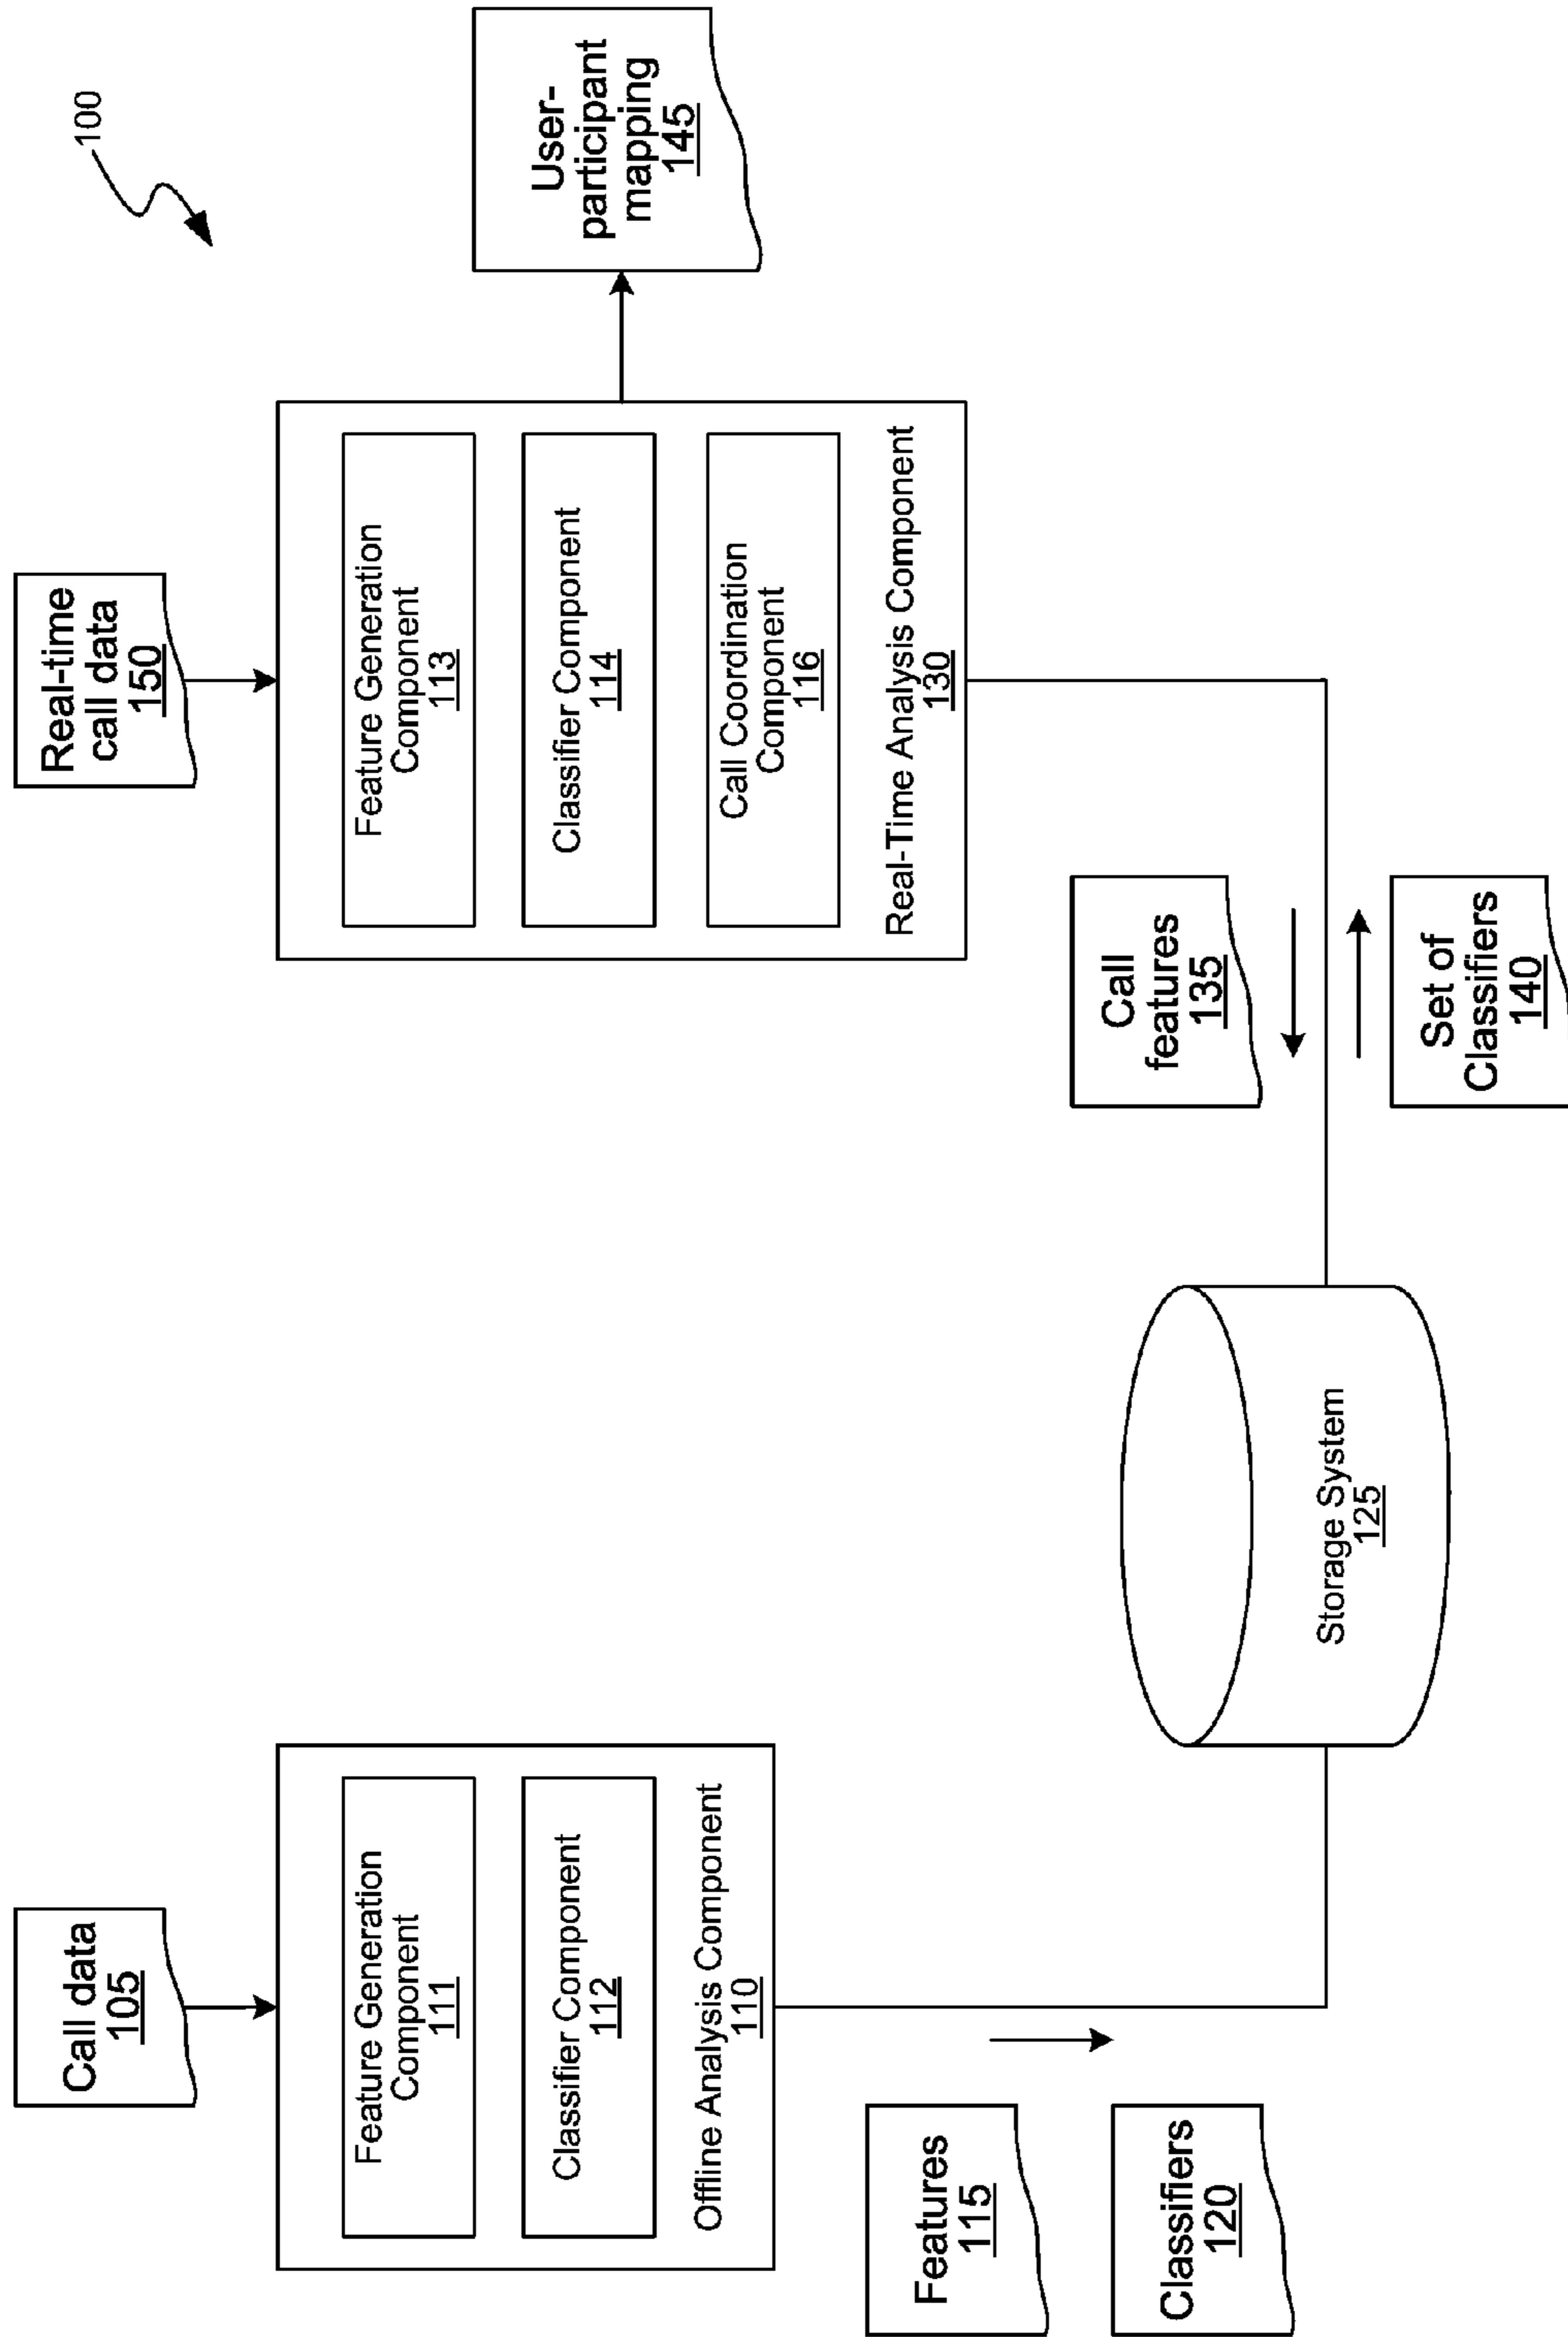 100
Call data
105
Feature Generation
Component
111
Classifier Component
112
Offline Analysis Component
110
Features
115
Classifiers
120
Storage System
125
Real-time
call data
150
Feature Generation
Component
113
Classifier Component
114
Call Coordination
Component
116
Real-Time Analysis Component
130
User-
participant
mapping
145
Call
features
135
Set of
Classifiers
140